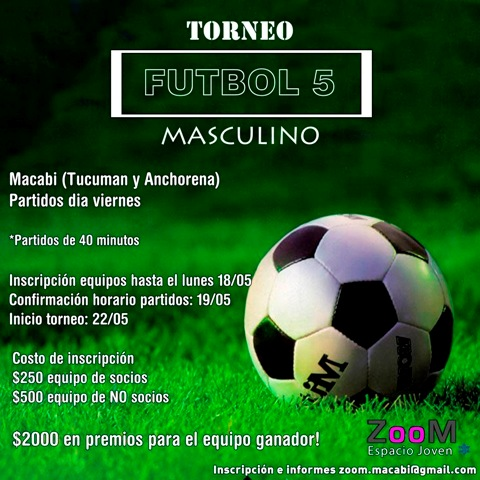 TORNEO
FUTBOL 5
MASCULINO
Macabi (Tucuman y Anchorena)
Partidos dia viernes
*Partidos de 40 minutos
Inscripción equipos hasta el lunes 18/05
Confirmación horario partidos: 19/05
Inicio torneo: 22/05
Costo de inscripción
$250 equipo de socios
$500 equipo de NO socios
$2000 en premios para el equipo ganador!
ZooM
Espacio Joven
Inscripción e informes zoom.macabi@gmail.com